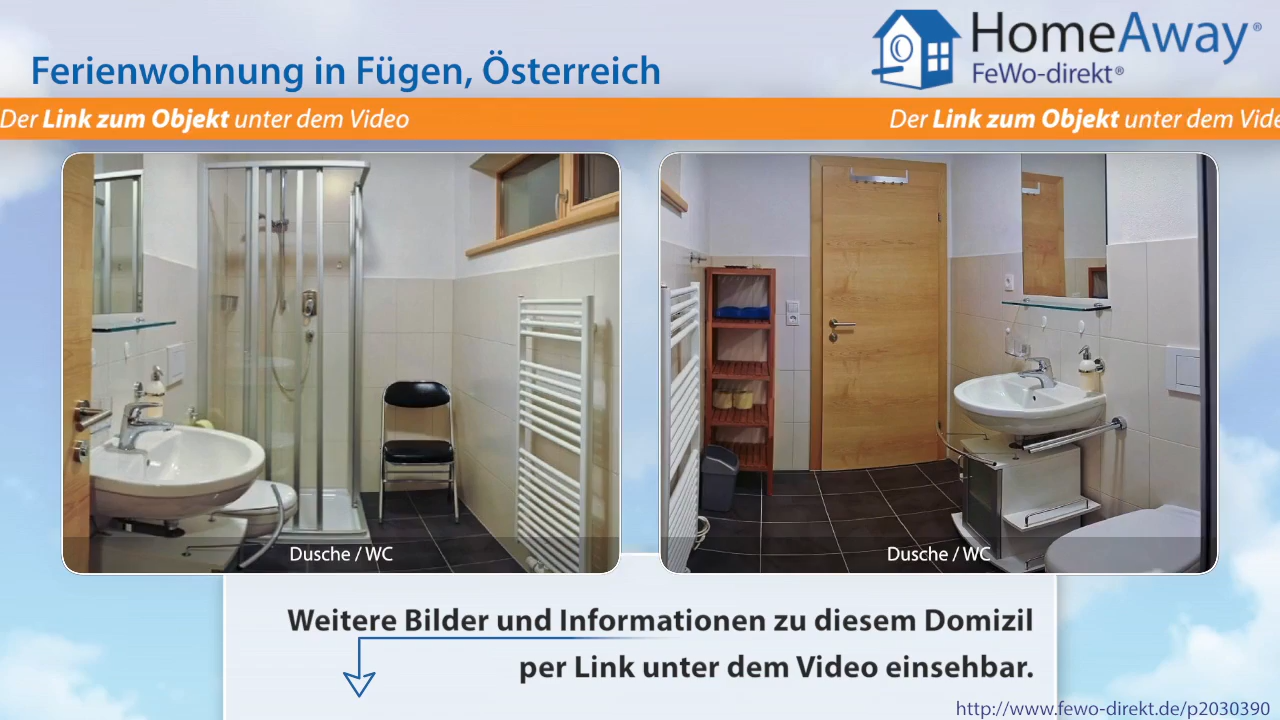 HomeAway®
FeWo-direkt®
Ferienwohnung in Fügen, Österreich
Der Link zum Objekt unter dem Video
Der Link zum Objekt unter dem Vide
Dusche / WC
Dusche / WC
Weitere Bilder und Informationen zu diesem Domizil
per Link unter dem Video einsehbar.
http://www.fewo-direkt.de/p2030390